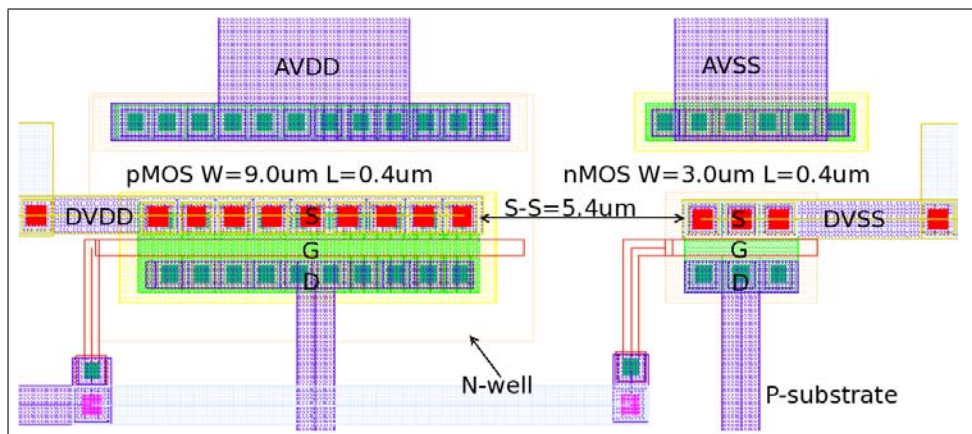 AVDD
AVSS
pMOS W=9.0um L=0.4um
nMOS W=3.0um L=0.4um
DVDD
S
S-S=5.4um
S
DVSS
G
G
D
D
N-well
P-substrate